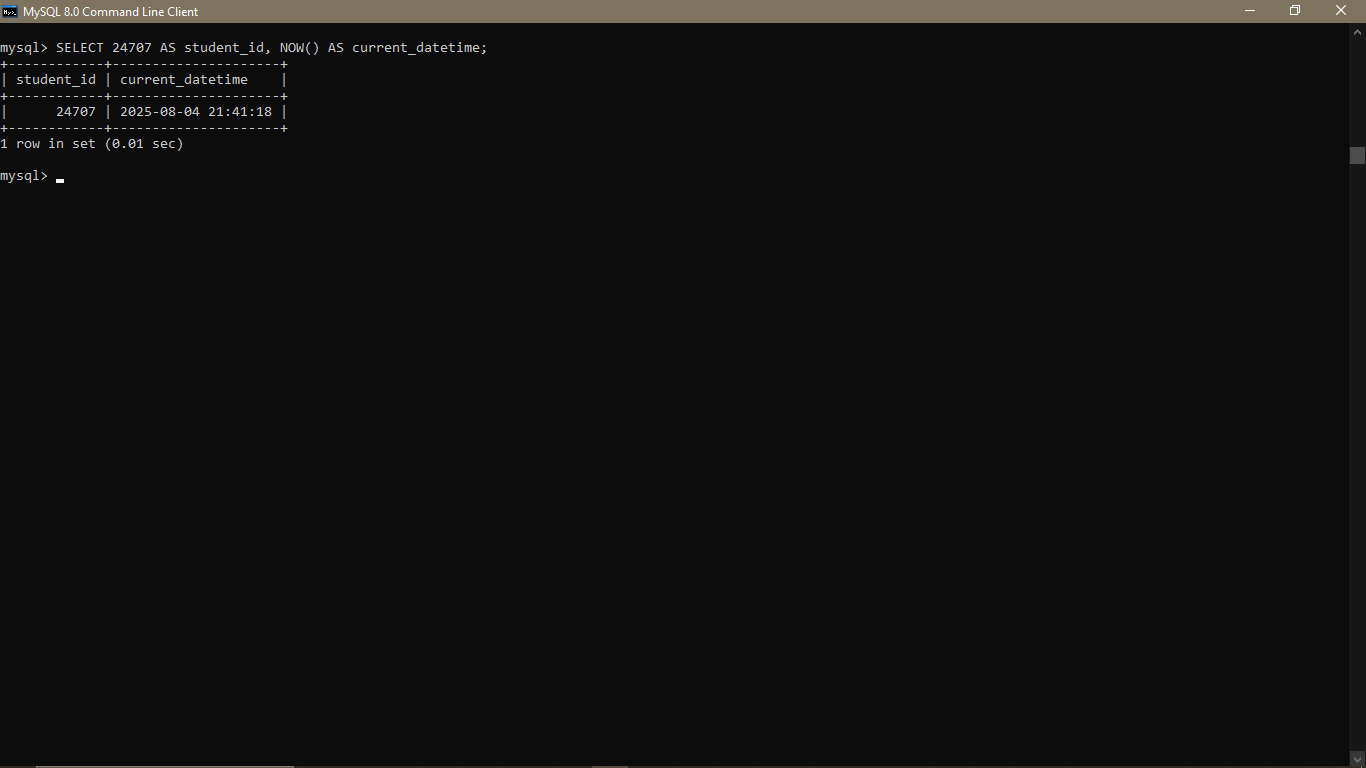 MySQL 8.0 Command Line Client
mysql> SELECT 24707 AS student_id, NOW() AS current_datetime;
+------------+---------------------+
| student_id | current_datetime    |
+------------+---------------------+
|      24707 | 2025-08-04 21:41:18 |
+------------+---------------------+
1 row in set (0.01 sec)
mysql>